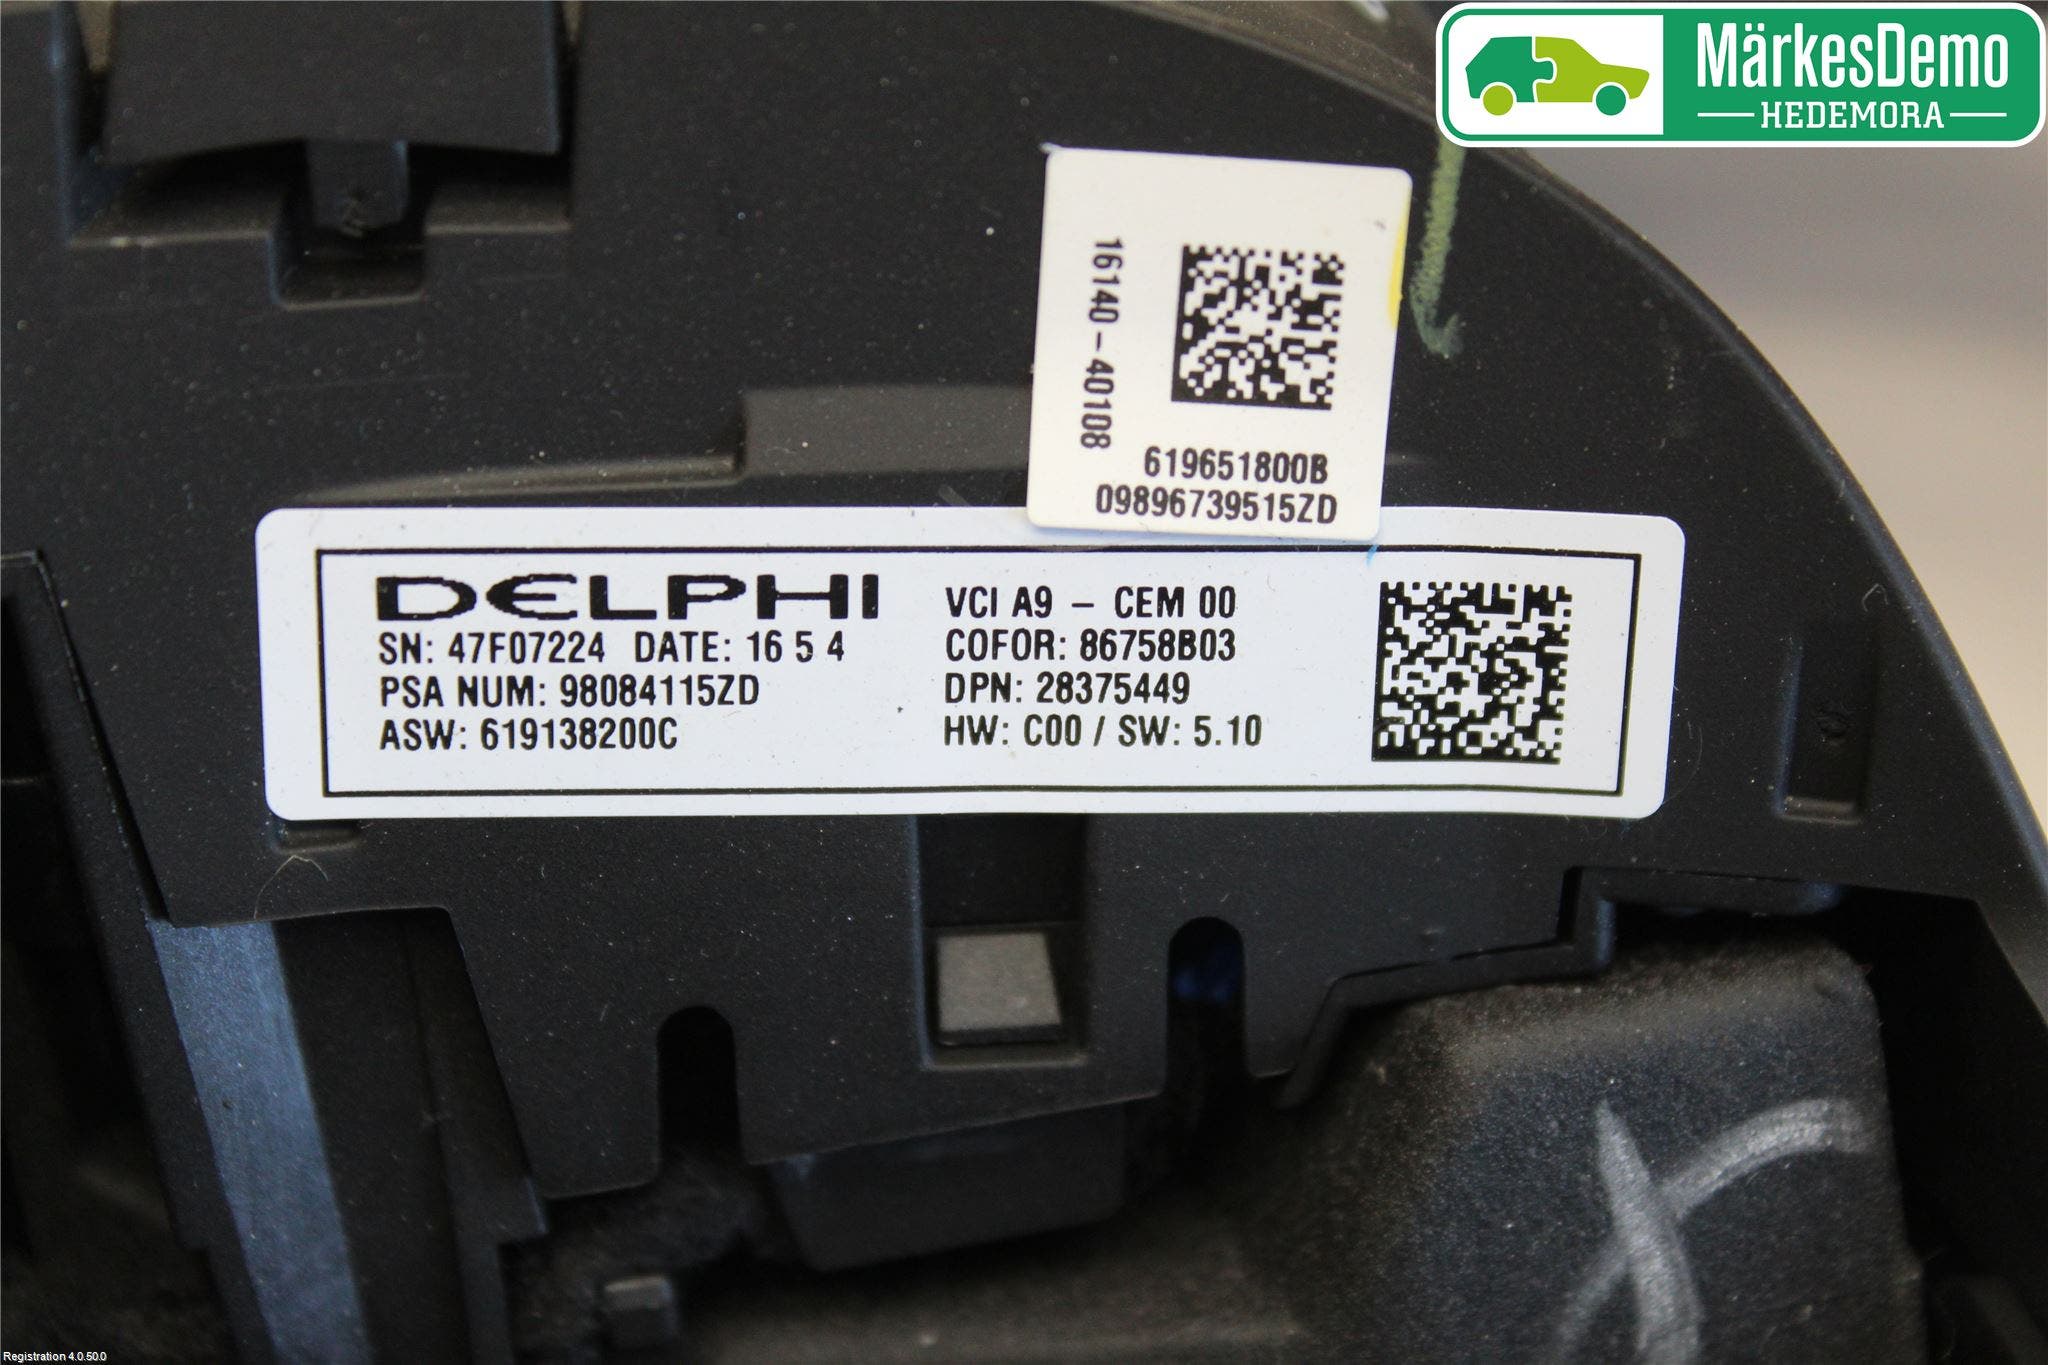 MärkesDemo
HEDEMORA
16140-40108
619651800B
09896739515ZD
DELPHI
SN: 47F07224 DATE: 16 5 4
PSA NUM: 98084115ZD
ASW: 619138200C
VCI A9 - CEM 00
COFOR: 86758B03
DPN: 28375449
HW: C00 / SW: 5.10
Registration 4.0.50.0